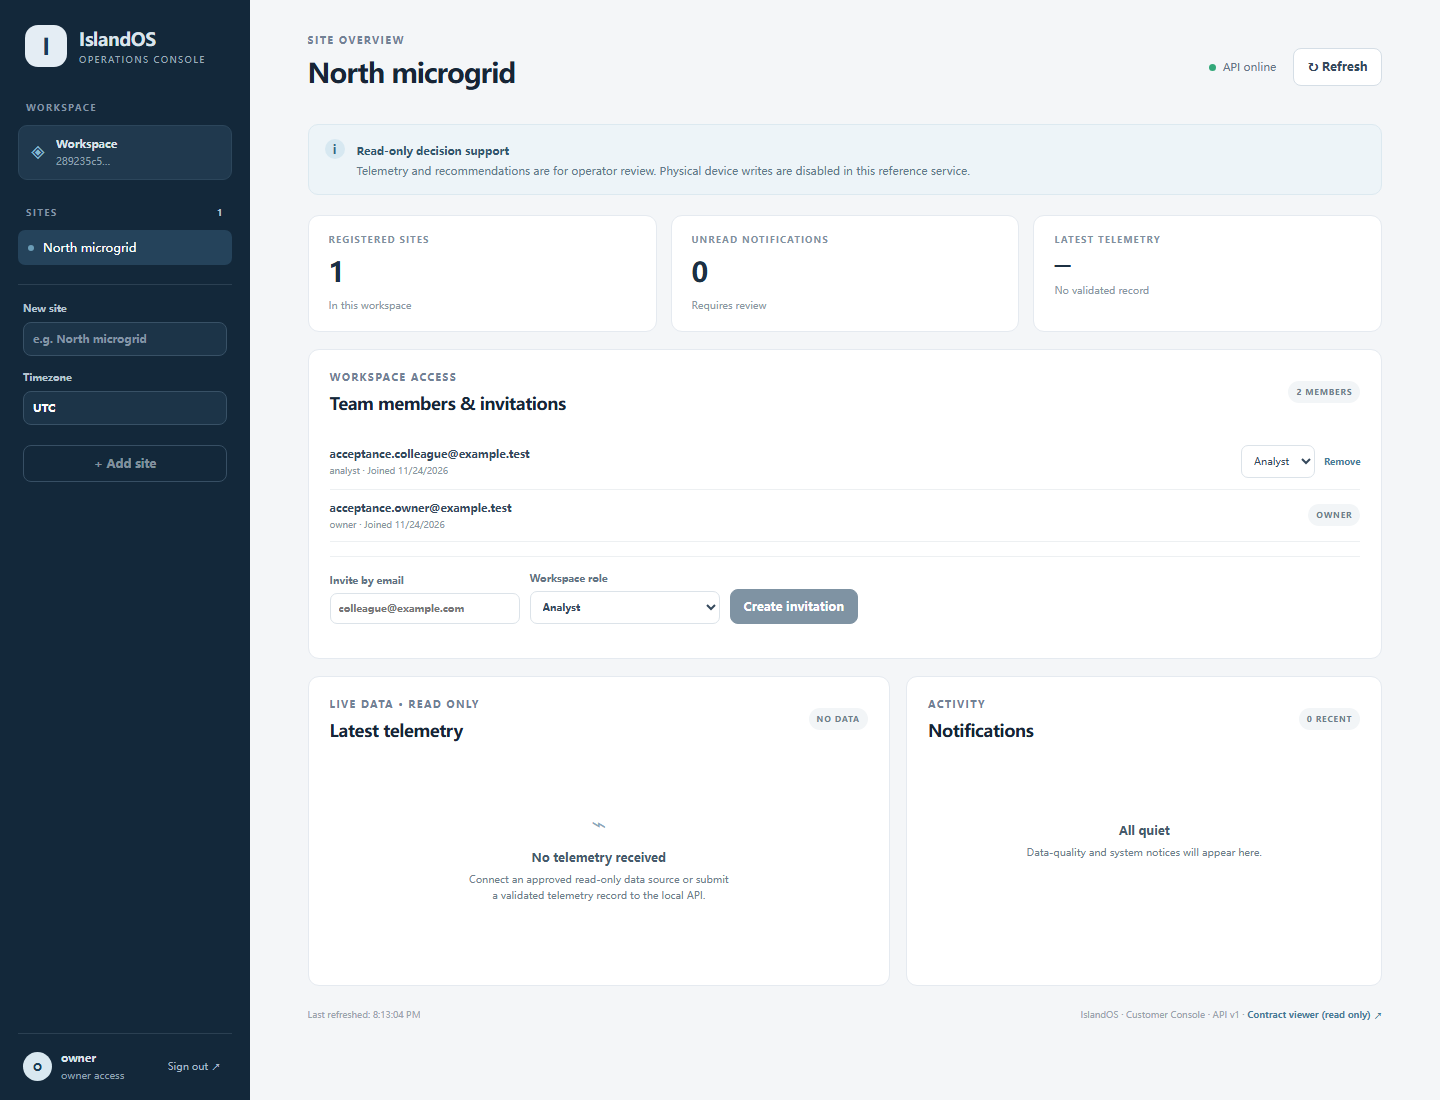 I
IslandOS
OPERATIONS CONSOLE
WORKSPACE
Workspace
289235c5...
SITES 1
North microgrid
New site
e.g. North microgrid
Timezone
UTC
+ Add site
owner
owner access
Sign out ↗
SITE OVERVIEW
North microgrid
API online
↻ Refresh
i
Read-only decision support
Telemetry and recommendations are for operator review. Physical device writes are disabled in this reference service.
REGISTERED SITES
1
In this workspace
UNREAD NOTIFICATIONS
0
Requires review
LATEST TELEMETRY
—
No validated record
WORKSPACE ACCESS
Team members & invitations
2 MEMBERS
acceptance.colleague@example.test
analyst · Joined 11/24/2026
Analyst
Remove
acceptance.owner@example.test
owner · Joined 11/24/2026
OWNER
Invite by email
colleague@example.com
Workspace role
Analyst
Create invitation
LIVE DATA • READ ONLY
Latest telemetry
NO DATA
No telemetry received
Connect an approved read-only data source or submit
a validated telemetry record to the local API.
ACTIVITY
Notifications
0 RECENT
All quiet
Data-quality and system notices will appear here.
Last refreshed: 8:13:04 PM
IslandOS · Customer Console · API v1 · Contract viewer (read only) ↗
O